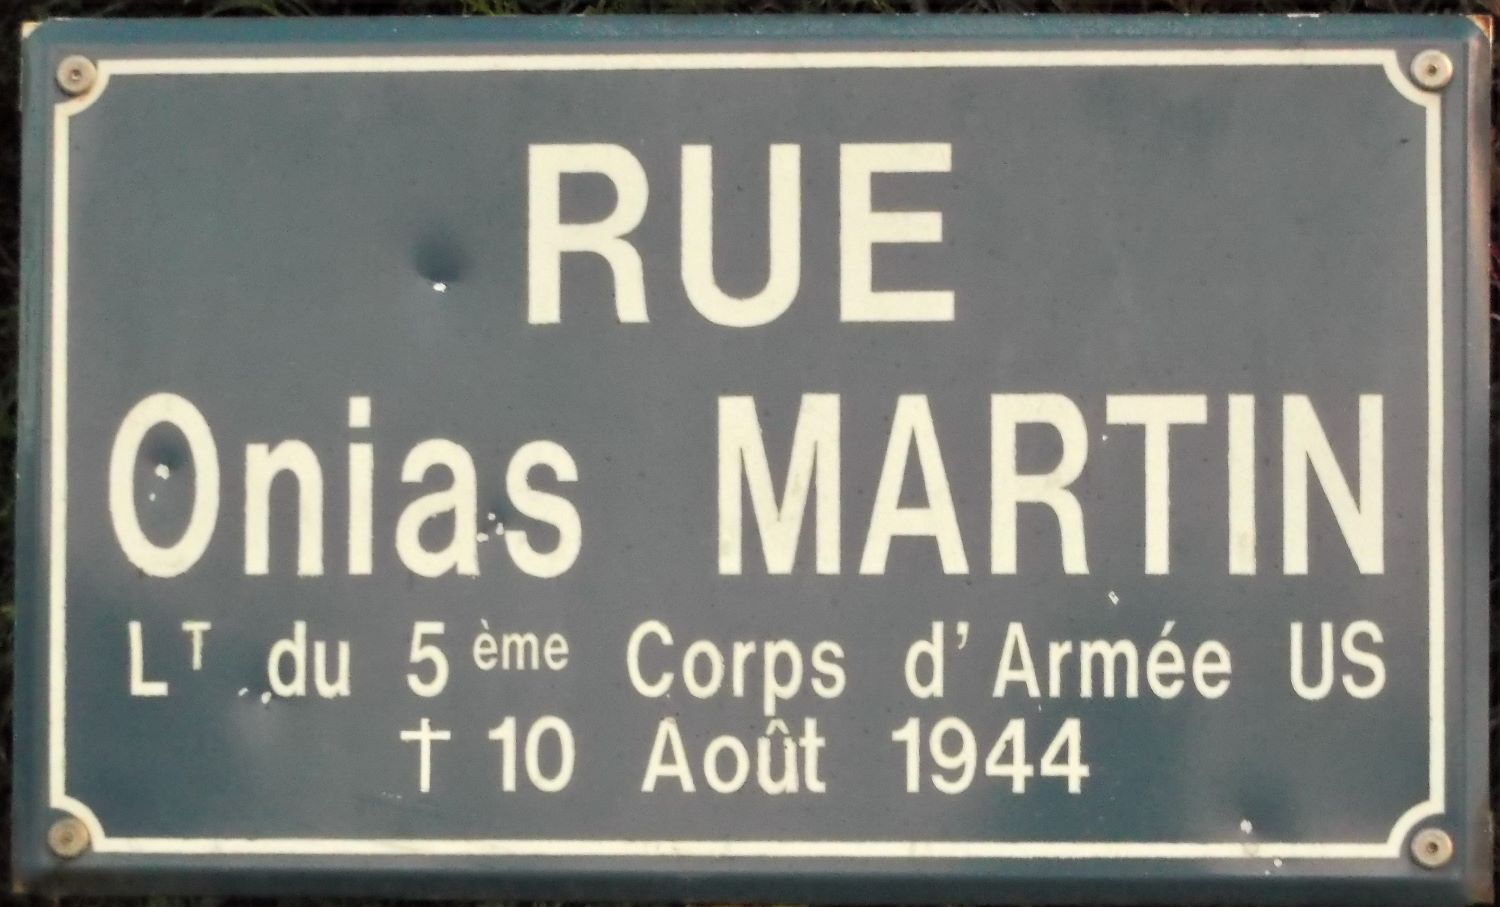 RUE
Onias MARTIN
Lᵀ du 5ème Corps d'Armée US
† 10 Août 1944